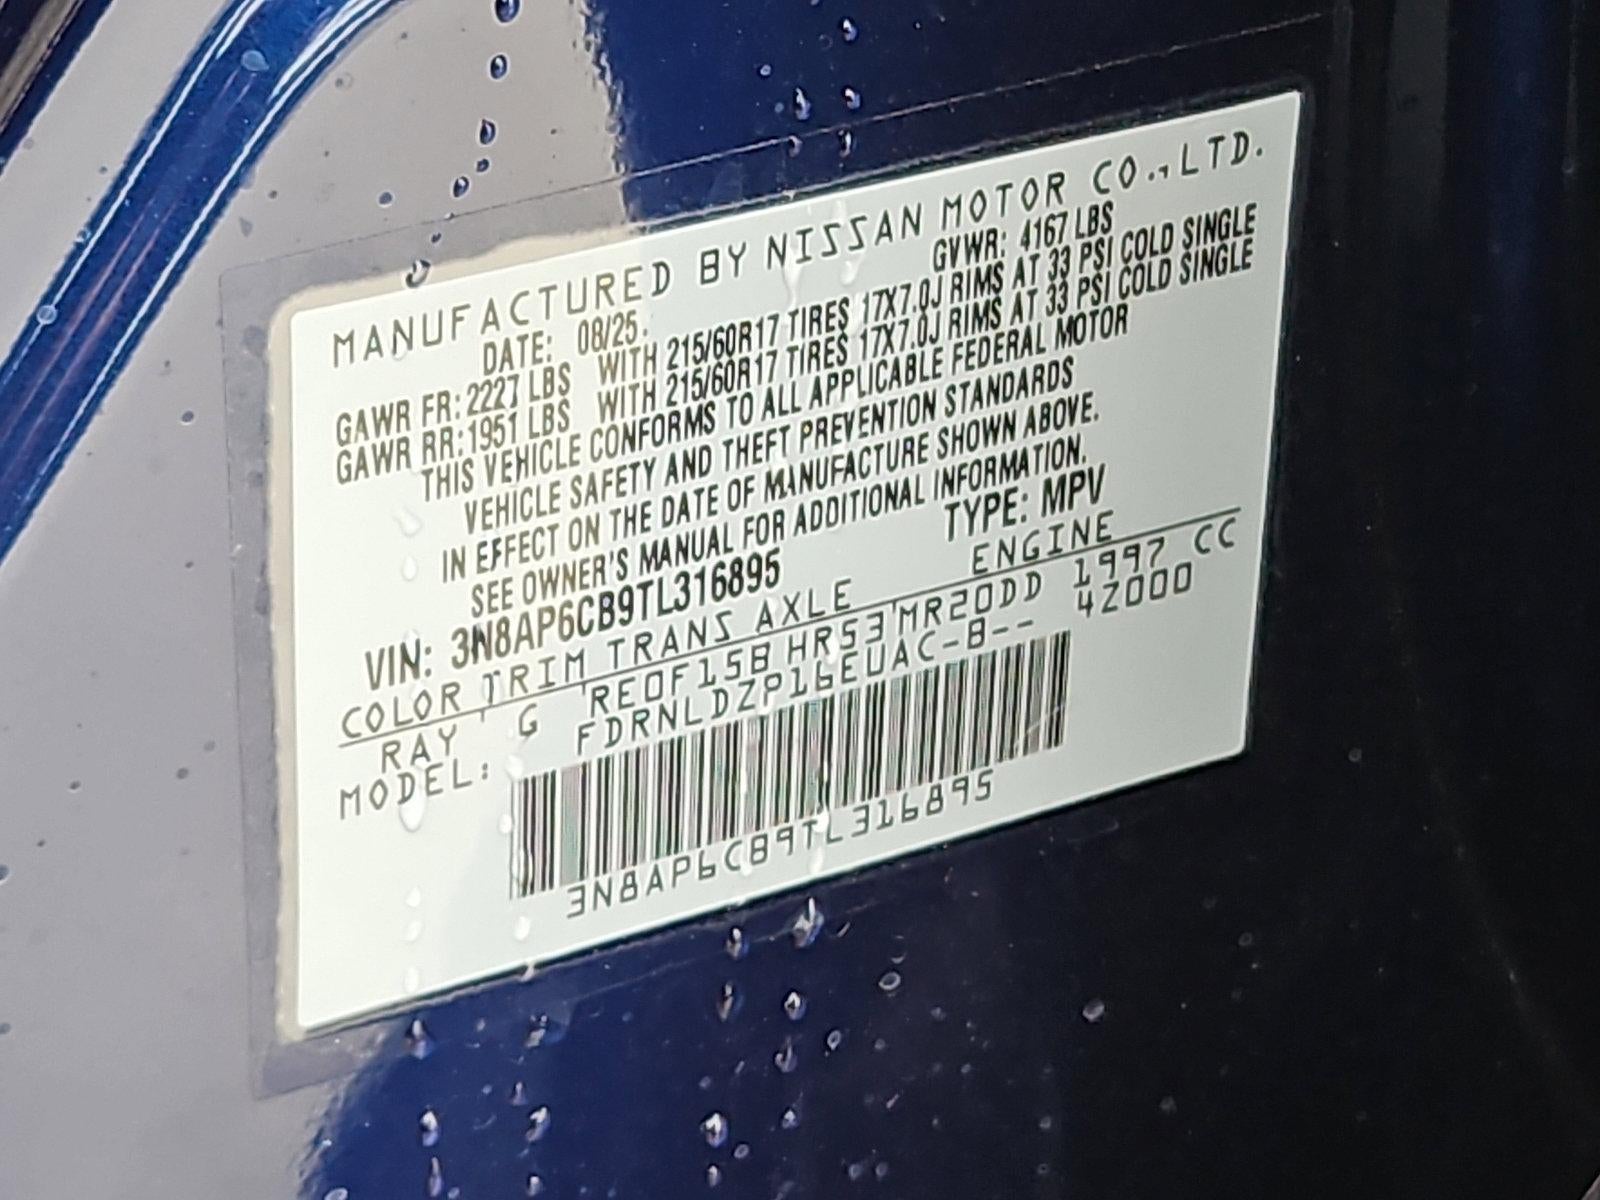 MANUFACTURED BY NISSAN MOTOR CO.,LTD.
DATE: 08/25. GVWR: 4167 LBS
GAWR FR: 2227 LBS WITH 215/60R17 TIRES 17X7.0J RIMS AT 33 PSI COLD SINGLE
GAWR RR: 1951 LBS WITH 215/60R17 TIRES 17X7.0J RIMS AT 33 PSI COLD SINGLE
THIS VEHICLE CONFORMS TO ALL APPLICABLE FEDERAL MOTOR
VEHICLE SAFETY AND THEFT PREVENTION STANDARDS
IN EFFECT ON THE DATE OF MANUFACTURE SHOWN ABOVE.
SEE OWNER'S MANUAL FOR ADDITIONAL INFORMATION.
VIN: 3N8AP6CB9TL316895 TYPE: MPV
COLOR TRIM TRANS AXLE ENGINE
RAY G RE0F15B HR53 MR20DD 1997 CC
MODEL: FDRNLDZP16EUAC-B-- 4Z000
3N8AP6CB9TL316895